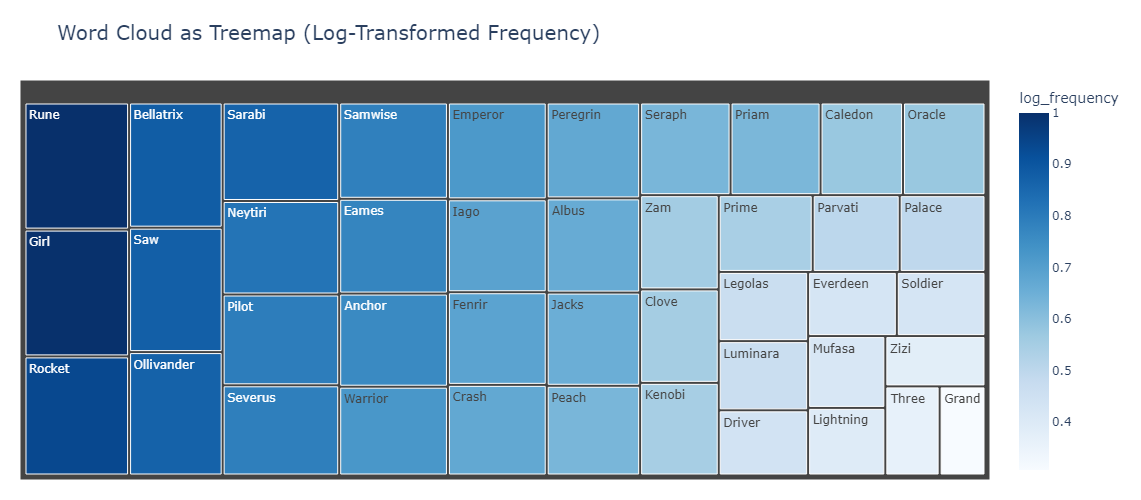 Word Cloud as Treemap (Log-Transformed Frequency)
Rune
Girl
Rocket
Bellatrix
Saw
Ollivander
Sarabi
Neytiri
Pilot
Severus
Samwise
Eames
Anchor
Warrior
Emperor
Iago
Fenrir
Crash
Peregrin
Albus
Jacks
Peach
Seraph
Priam
Caledon
Oracle
Zam
Clove
Kenobi
Prime
Parvati
Palace
Legolas
Luminara
Driver
Everdeen
Soldier
Mufasa
Lightning
Zizi
Three
Grand
log_frequency
1
0.9
0.8
0.7
0.6
0.5
0.4